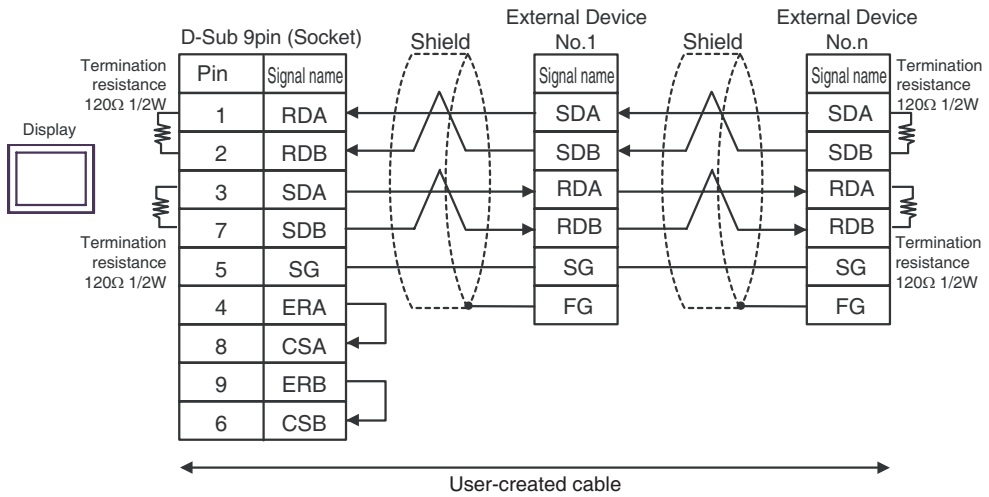 External Device
No.1
External Device
No.n
D-Sub 9pin (Socket)
Shield
Shield
Termination
resistance
120Ω 1/2W
Pin
Signal name
Signal name
Signal name
Termination
resistance
120Ω 1/2W
Display
1
RDA
SDA
SDA
2
RDB
SDB
SDB
3
SDA
RDA
RDA
7
SDB
RDB
RDB
Termination
resistance
120Ω 1/2W
5
SG
SG
SG
Termination
resistance
120Ω 1/2W
4
ERA
FG
FG
8
CSA
9
ERB
6
CSB
User-created cable